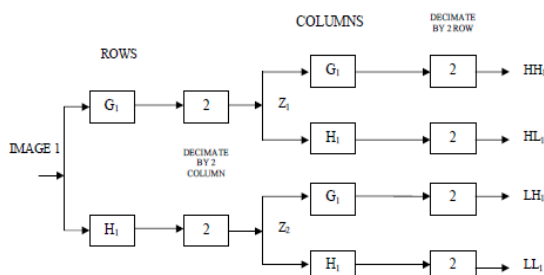 COLUMNS
DECIMATE
BY 2 ROW
ROWS
G₁
2
HH₁
G₁
2
Z₁
IMAGE 1
DECIMATE
BY 2
COLUMN
H₁
2
HL₁
G₁
2
LH₁
H₁
2
Z₂
H₁
2
LL₁